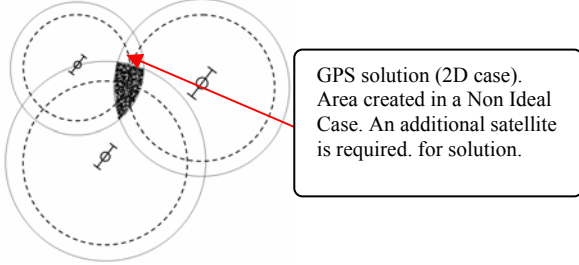 GPS solution (2D case).
Area created in a Non Ideal
Case. An additional satellite
is required. for solution.